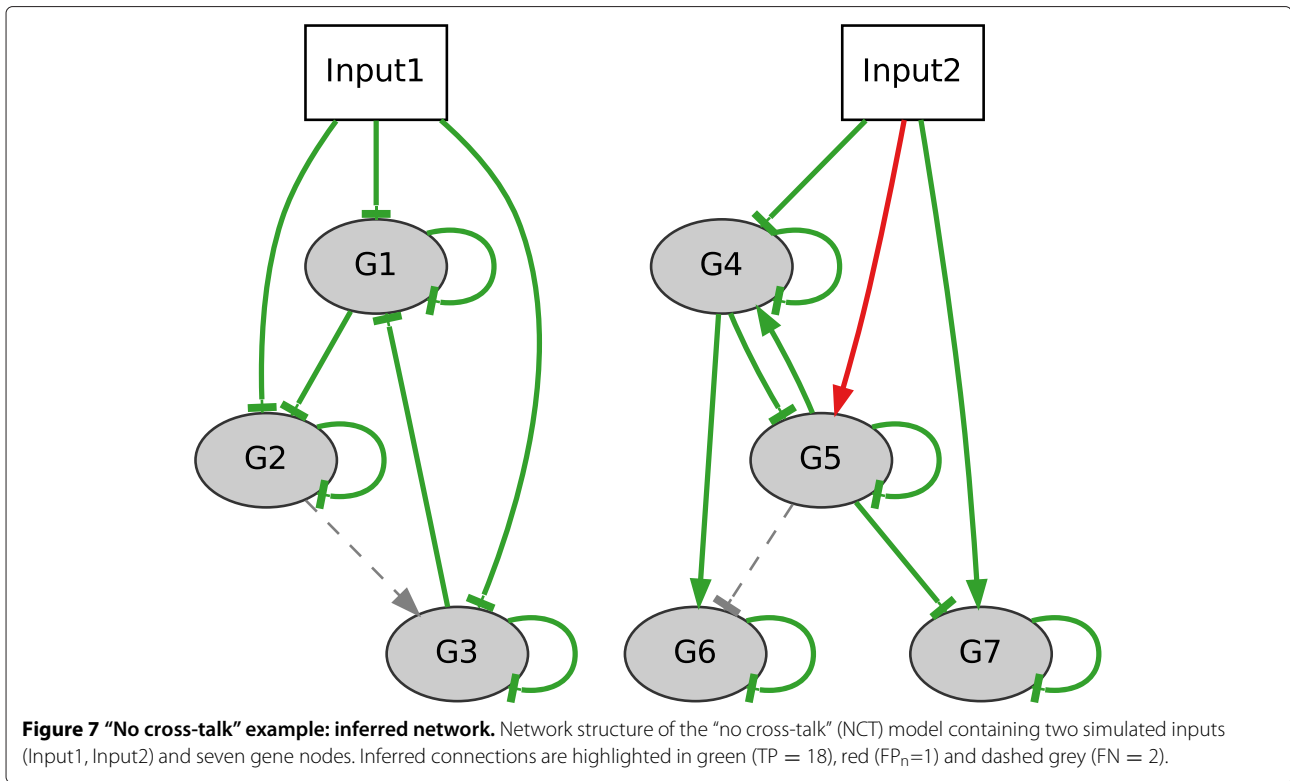 Input1 Input2
G1 G4
G2 G5
G3 G6 G7
Figure 7 “No cross-talk” example: inferred network. Network structure of the “no cross-talk” (NCT) model containing two simulated inputs
(Input1, Input2) and seven gene nodes. Inferred connections are highlighted in green (TP = 18), red (FPn=1) and dashed grey (FN = 2).